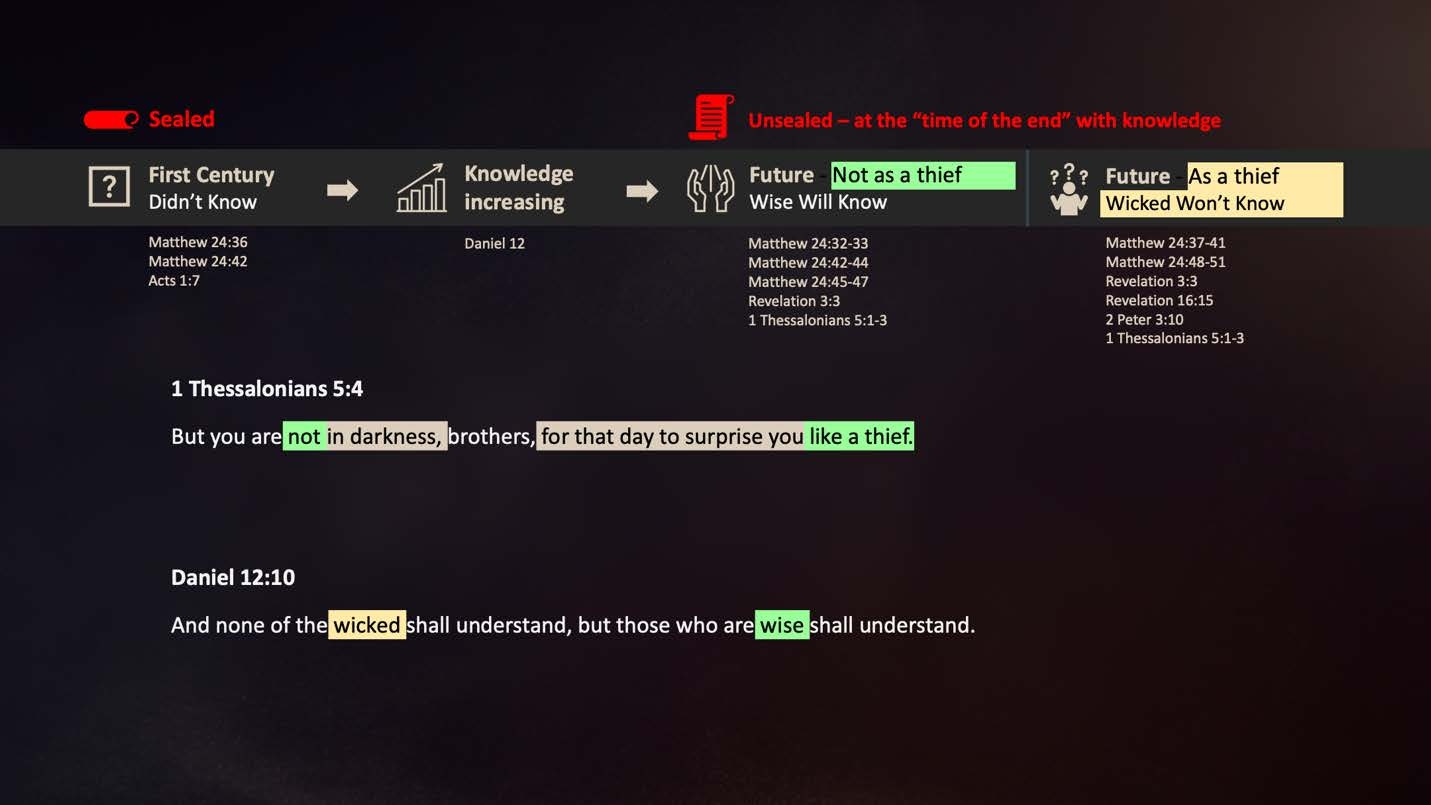 Sealed
Unsealed – at the “time of the end” with knowledge
?
First Century
Didn’t Know
Matthew 24:36
Matthew 24:42
Acts 1:7
Knowledge
increasing
Daniel 12
Future - Not as a thief
Wise Will Know
Matthew 24:32-33
Matthew 24:42-44
Matthew 24:45-47
Revelation 3:3
1 Thessalonians 5:1-3
? ? ?
Future - As a thief
Wicked Won’t Know
Matthew 24:37-41
Matthew 24:48-51
Revelation 3:3
Revelation 16:15
2 Peter 3:10
1 Thessalonians 5:1-3
1 Thessalonians 5:4
But you are not in darkness, brothers, for that day to surprise you like a thief.
Daniel 12:10
And none of the wicked shall understand, but those who are wise shall understand.